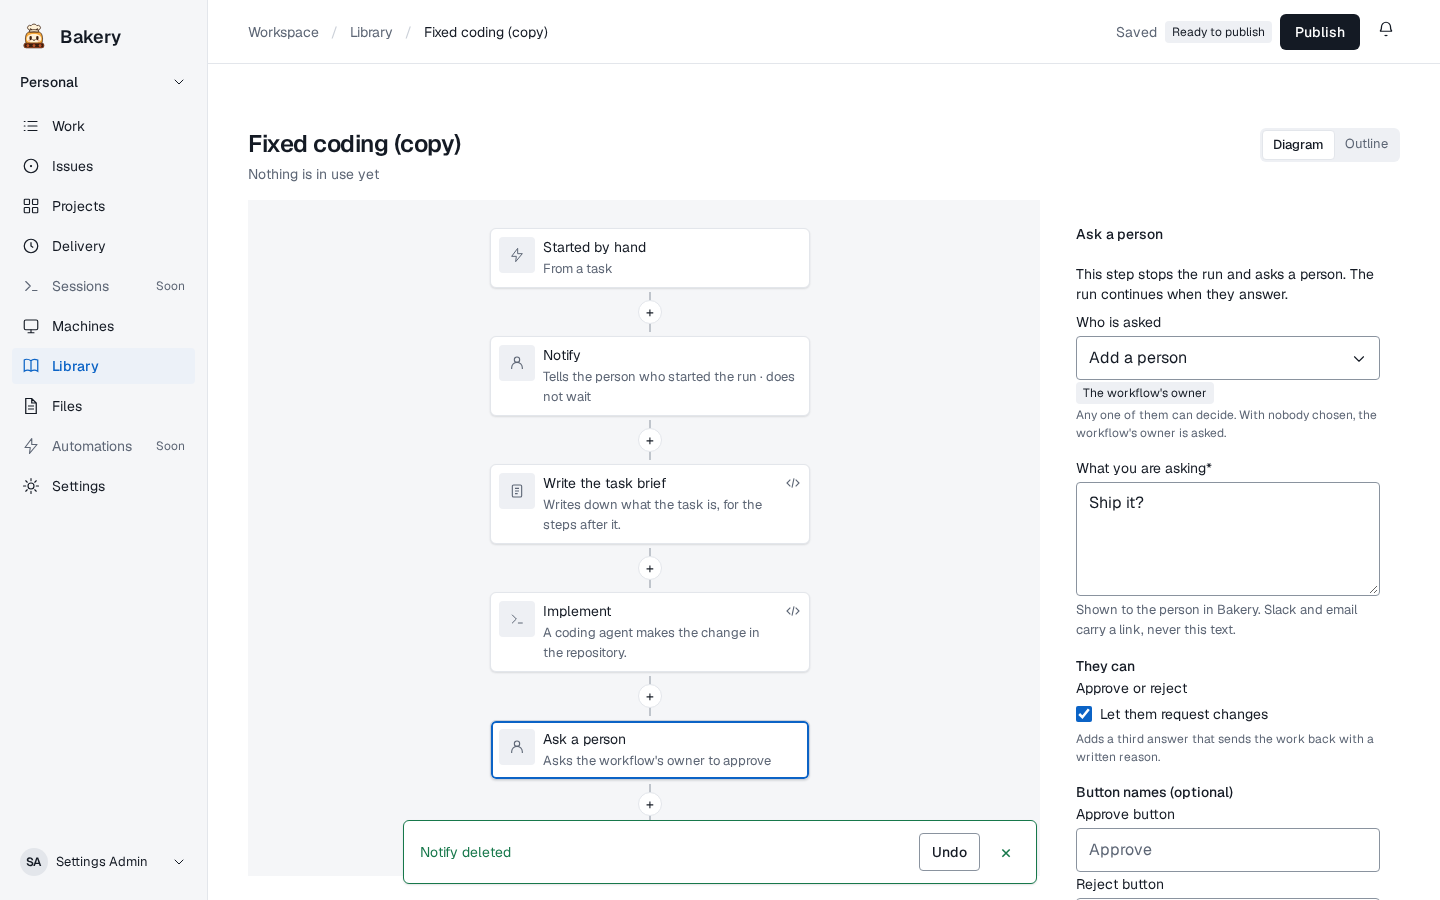 Bakery
Personal
Work
Issues
Projects
Delivery
Sessions Soon
Machines
Library
Files
Automations Soon
Settings
SA Settings Admin
Workspace / Library / Fixed coding (copy)
Saved Ready to publish Publish
Fixed coding (copy)
Nothing is in use yet
Diagram Outline
Started by hand
From a task
+
Notify
Tells the person who started the run · does
not wait
+
Write the task brief
Writes down what the task is, for the
steps after it.
+
Implement
A coding agent makes the change in
the repository.
+
Ask a person
Asks the workflow's owner to approve
+
Notify deleted Undo
Ask a person
This step stops the run and asks a person. The
run continues when they answer.
Who is asked
Add a person
The workflow's owner
Any one of them can decide. With nobody chosen, the
workflow's owner is asked.
What you are asking*
Ship it?
Shown to the person in Bakery. Slack and email
carry a link, never this text.
They can
Approve or reject
Let them request changes
Adds a third answer that sends the work back with a
written reason.
Button names (optional)
Approve button
Approve
Reject button